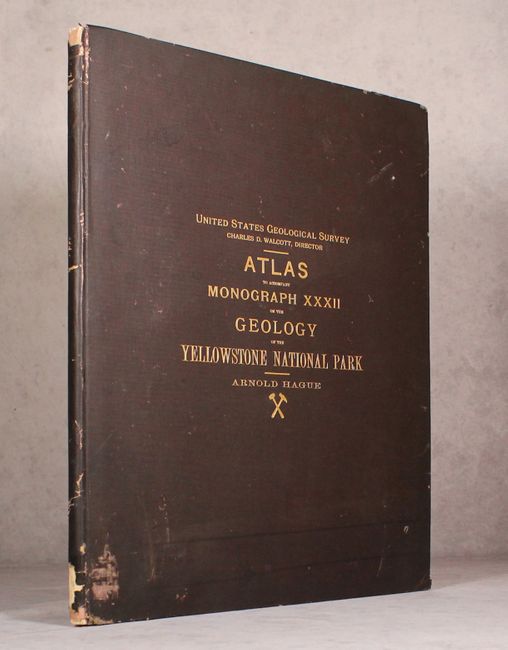 UNITED STATES GEOLOGICAL SURVEY
CHARLES D. WALCOTT, DIRECTOR
ATLAS
TO ACCOMPANY
MONOGRAPH XXXII
ON THE
GEOLOGY
OF THE
YELLOWSTONE NATIONAL PARK
ARNOLD HAGUE